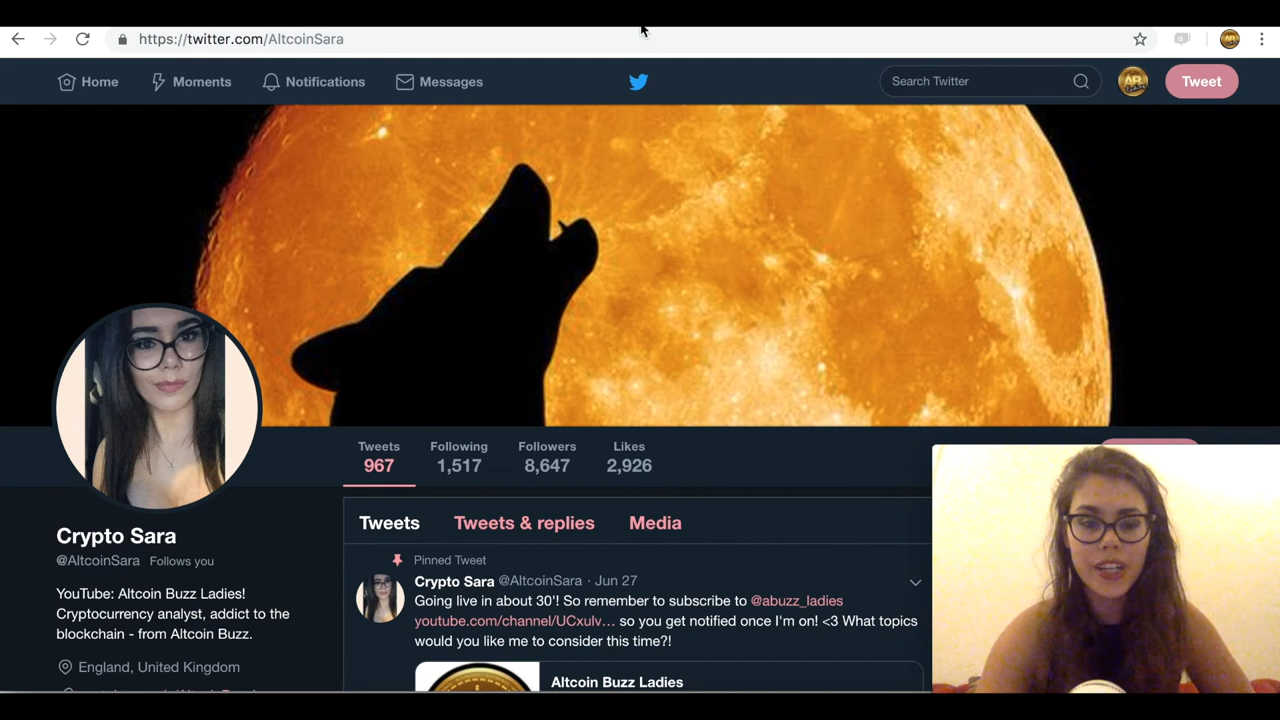 https://twitter.com/AltcoinSara
Home
Moments
Notifications
Messages
Search Twitter
Tweet
Tweets
Following
Followers
Likes
967
1,517
8,647
2,926
Crypto Sara
@AltcoinSara Follows you
YouTube: Altcoin Buzz Ladies!
Cryptocurrency analyst, addict to the
blockchain - from Altcoin Buzz.
England, United Kingdom
Tweets
Tweets & replies
Media
Pinned Tweet
Crypto Sara @AltcoinSara · Jun 27
Going live in about 30'! So remember to subscribe to @abuzz_ladies
youtube.com/channel/UCxulv… so you get notified once I'm on! <3 What topics
would you like me to consider this time?!
Altcoin Buzz Ladies